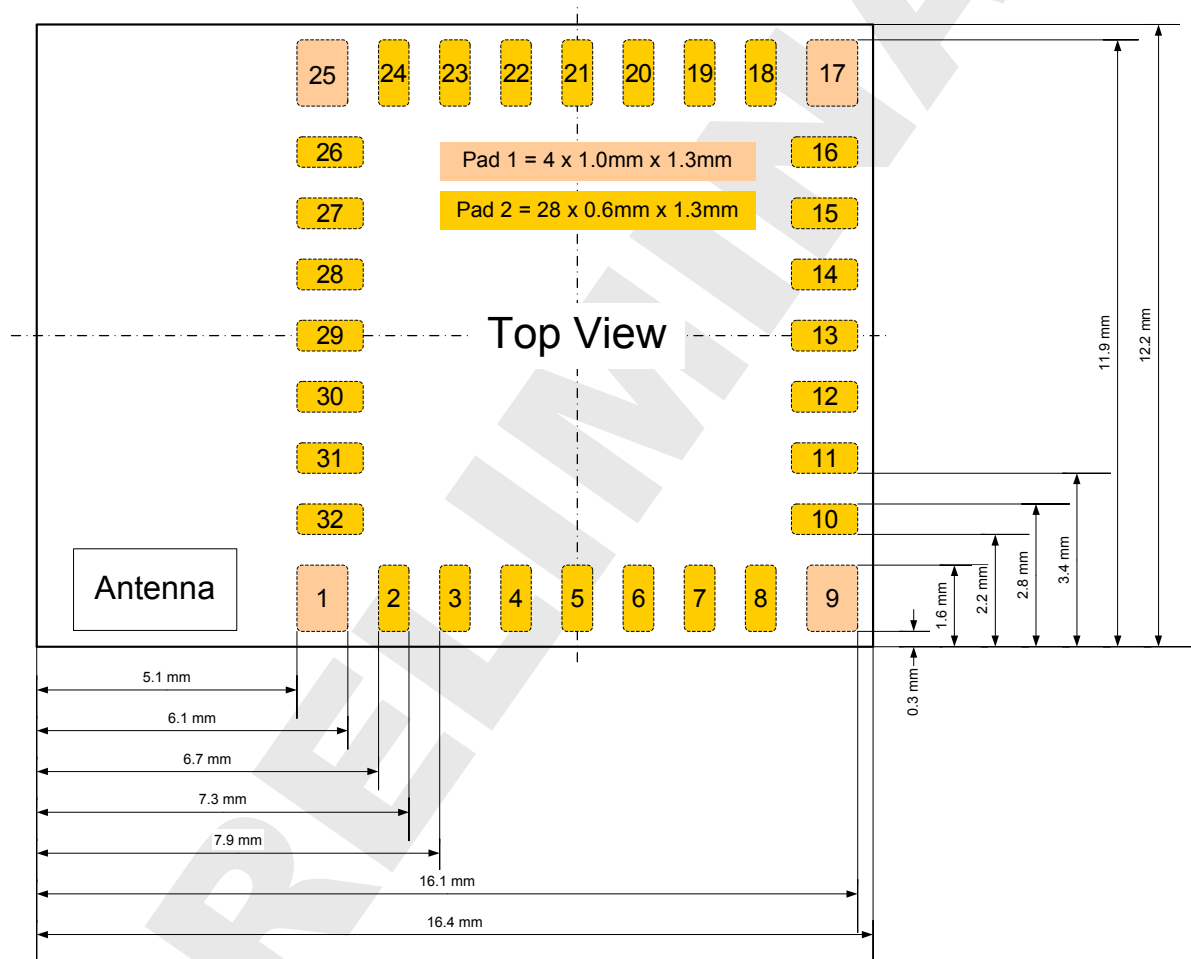 25 24 23 22 21 20 19 18 17
26
16
Pad 1 = 4 x 1.0mm x 1.3mm
27
15
Pad 2 = 28 x 0.6mm x 1.3mm
28
14
29
Top View
13
30
12
31
11
32
10
Antenna
1 2 3 4 5 6 7 8 9
0.3 mm
1.6 mm
2.2 mm
2.8 mm
3.4 mm
11.9 mm
12.2 mm
5.1 mm
6.1 mm
6.7 mm
7.3 mm
7.9 mm
16.1 mm
16.4 mm
RELIMINA